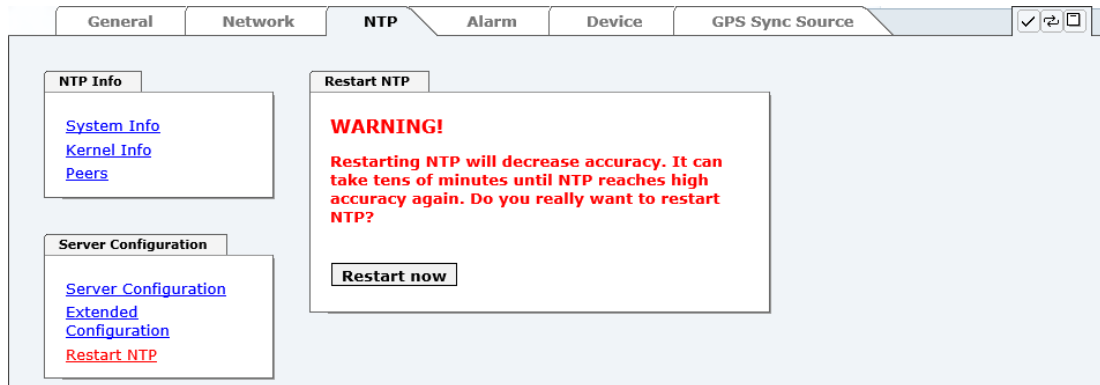 General
Network
NTP
Alarm
Device
GPS Sync Source
NTP Info
System Info
Kernel Info
Peers
Server Configuration
Server Configuration
Extended
Configuration
Restart NTP
Restart NTP
WARNING!
Restarting NTP will decrease accuracy. It can
take tens of minutes until NTP reaches high
accuracy again. Do you really want to restart
NTP?
Restart now